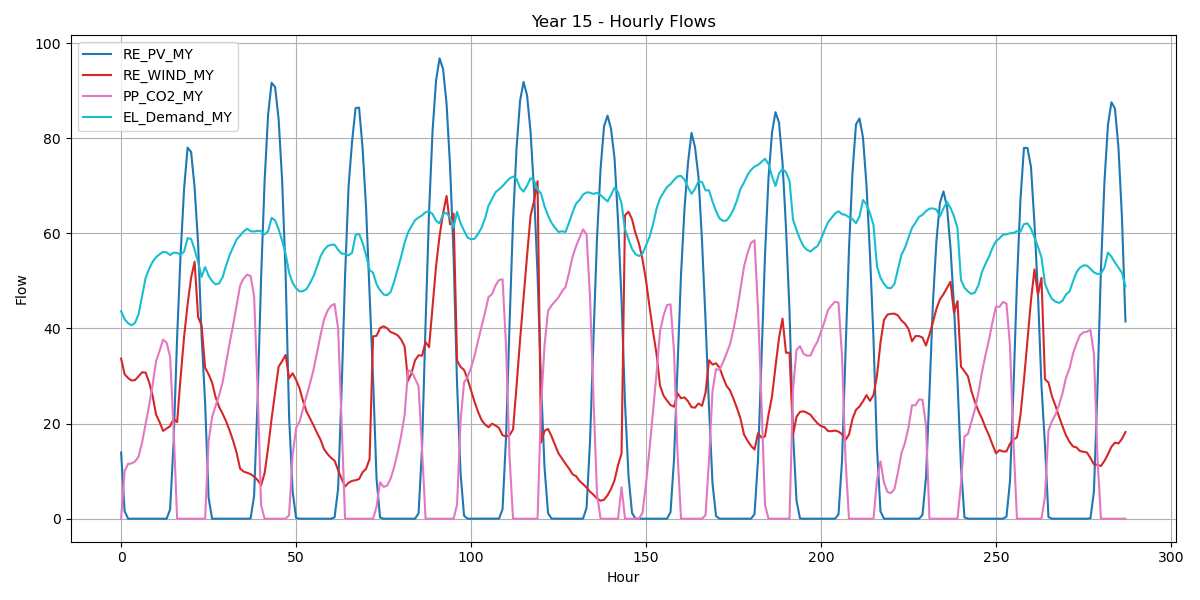 Year 15 - Hourly Flows
RE_PV_MY
RE_WIND_MY
PP_CO2_MY
EL_Demand_MY
Flow
100
80
60
40
20
0
0 50 100 150 200 250 300
Hour